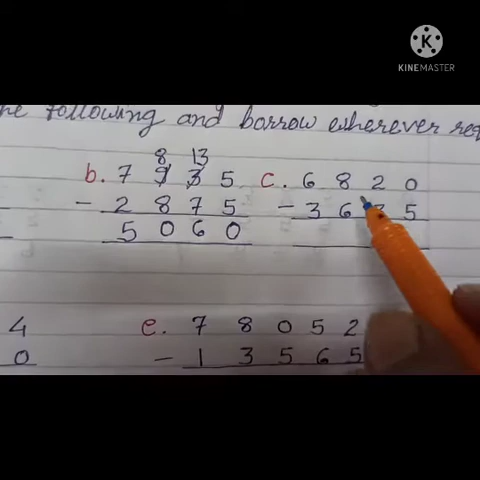 KINEMASTER
following and borrow wherever
8 13
b. 7 9 3 5 c. 6 8 2 0
- 2 8 7 5 - 3 6 5
5 0 6 0
4 e. 7 8 0 5 2
0 - 1 3 5 6 5